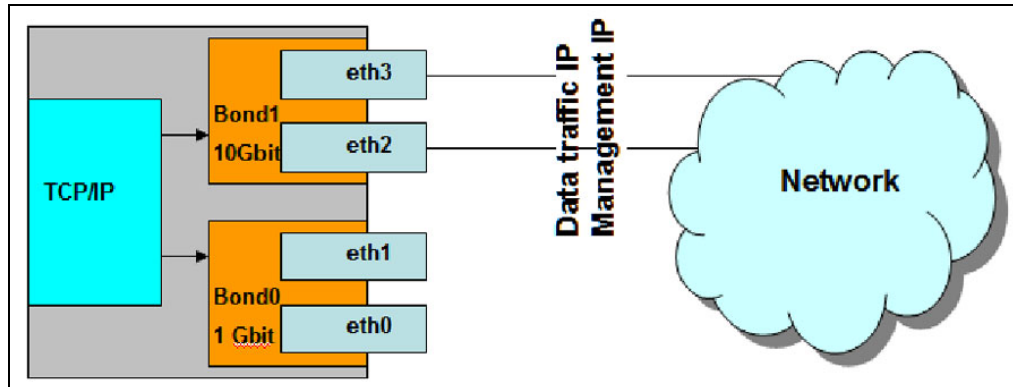 TCP/IP
Bond1
10Gbit
eth3
eth2
Bond0
1 Gbit
eth1
eth0
Data traffic IP
Management IP
Network